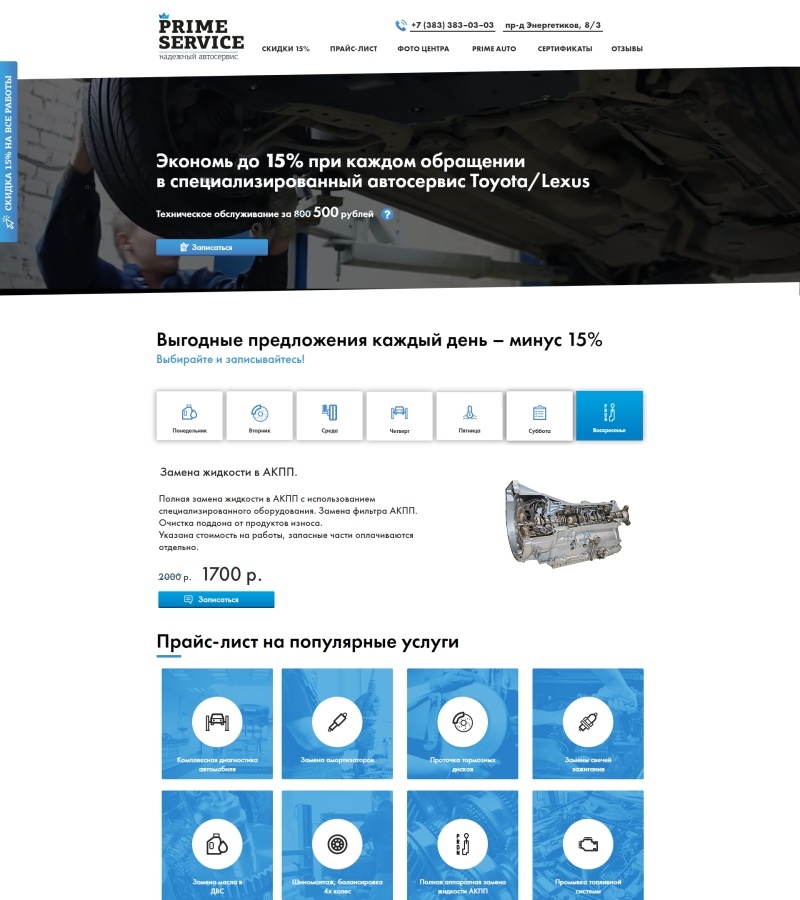 PRIME
SERVICE
надежный автосервис
+7 (383) 383-03-03
пр-д Энергетиков, 8/3
СКИДКИ 15%
ПРАЙС-ЛИСТ
ФОТО ЦЕНТРА
PRIME AUTO
СЕРТИФИКАТЫ
ОТЗЫВЫ
СКИДКА 15% НА ВСЕ РАБОТЫ
Экономь до 15% при каждом обращении
в специализированный автосервис Toyota/Lexus
Техническое обслуживание за 800 500 рублей ?
Записаться
Выгодные предложения каждый день – минус 15%
Выбирайте и записывайтесь!
Понедельник
Вторник
Среда
Четверг
Пятница
Суббота
Воскресенье
Замена жидкости в АКПП.
Полная замена жидкости в АКПП с использованием
специализированного оборудования. Замена фильтра АКПП.
Очистка поддона от продуктов износа.
Указана стоимость на работы, запасные части оплачиваются
отдельно.
2000 р. 1700 р.
Записаться
Прайс-лист на популярные услуги
Комплексная диагностика
автомобиля
Замена амортизаторов
Проточка тормозных
дисков
Замены свечей
зажигания
Замена масла в
ДВС
Шиномонтаж, балансировка
4х колес
Полная аппаратная замена
жидкости АКПП
Промывка топливной
системы